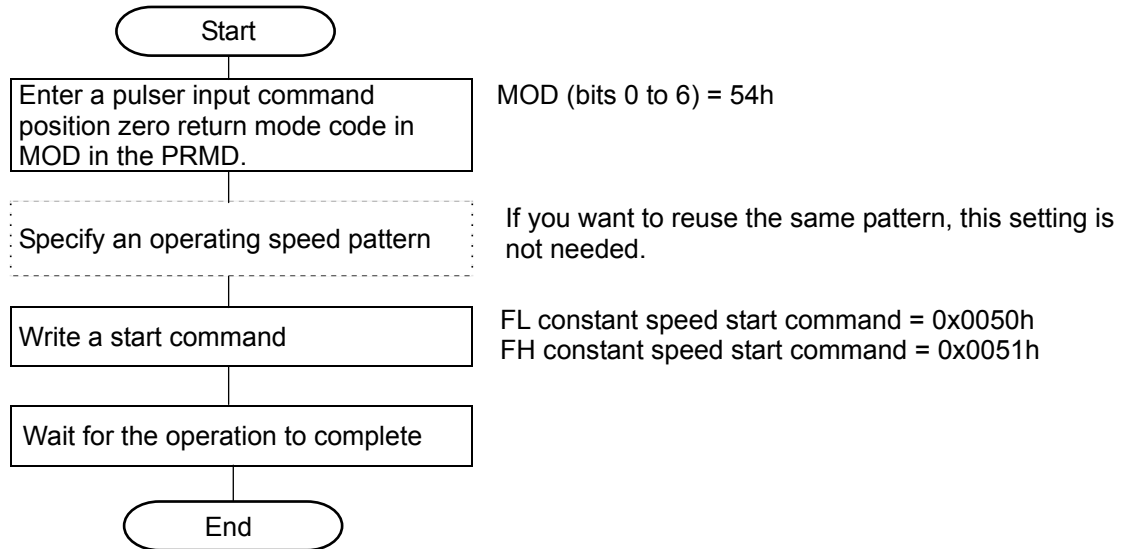 Start
Enter a pulser input command
position zero return mode code in
MOD in the PRMD.
MOD (bits 0 to 6) = 54h
Specify an operating speed pattern
If you want to reuse the same pattern, this setting is
not needed.
Write a start command
FL constant speed start command = 0x0050h
FH constant speed start command = 0x0051h
Wait for the operation to complete
End